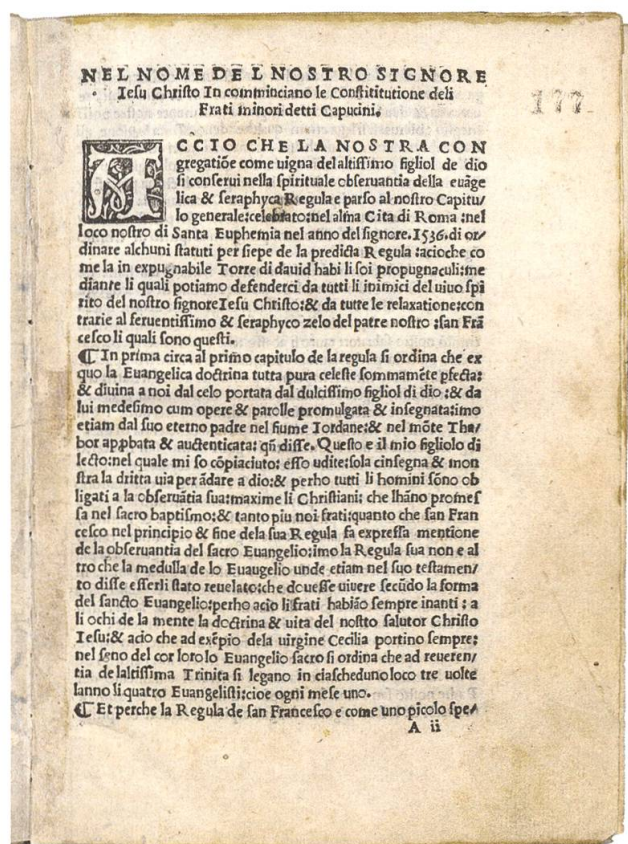 NEL NOME DEL NOSTRO SIGNORE
Iesu Christo In comminciano le Constititutione deli
Frati minori detti Capucini.
177
ACCIO CHE LA NOSTRA CON
gregatiõe come uigna del altissimo figliol de dio
si conserui nella spirituale obseruantia della euãge
lica & seraphyca Regula e parso al nostro Capitu/
lo generale:celebrato:nel alma Cita di Roma :nel
loco nostro di Santa Euphemia nel anno del signore.1536.di or/
dinare alchuni statuti per siepe de la predicta Regula :acioche co
me la in expugnabile Torre di dauid habi li soi propugnaculi:me
diante li quali potiamo defenderci da tutti li inimici del uiuo spi
rito del nostro signore Iesu Christo:& da tutte le relaxatione:con
trarie al feruentissimo & seraphyco zelo del patre nostro :san Frã
cesco li quali sono questi.
¶ In prima circa al primo capitulo de la regula si ordina che ex
quo la Euangelica doctrina tutta pura celeste sommamẽte pfecta:
& diuina a noi dal celo portata dal dulcissimo figliol di dio :& da
lui medesimo cum opere & parolle promulgata & insegnata:imo
etiam dal suo eterno padre nel fiume Iordane:& nel mõte Tha/
bor appbata & auctenticata: qñ disse. Questo e il mio figliolo di
lecto:nel quale mi so cõpiaciuto: esso udite:sola cinsegna & mon
stra la dritta uia per ãdare a dio:& perho tutti li homini sõno ob
ligati a la obseruãtia sua:maxime li Christiani: che lhãno promes
sa nel sacro baptismo:& tanto piu noi frati:quanto che san Fran
cesco nel principio & fine dela sua Regula fa expressa mentione
de la obseruantia del sacro Euangelio:imo la Regula sua non e al
tro che la medulla de lo Euaugelio unde etiam nel suo testamen/
to disse esserli stato reuelato:che douesse uiuere secũdo la forma
del sancto Euangelio:perho acio li frati habião sempre inanti : a
li ochi de la mente la doctrina & uita del nostto salutor Christo
Iesu:& acio che ad exẽpio dela uirgine Cecilia portino sempre:
nel seno del cor loro lo Euangelio sacro si ordina che ad reueren/
tia de laltissima Trinita si legano in ciascheduno loco tre uolte
lanno li quatro Euangelisti:cioe ogni mese uno.
¶ Et perche la Regula de san Francesco e come uno picolo spe/
A ii